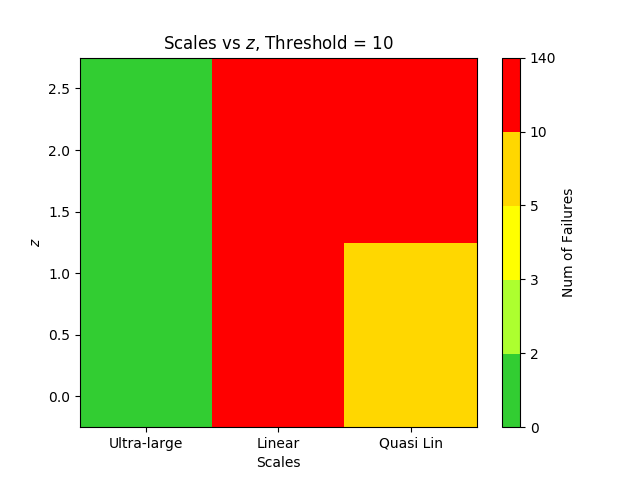 Scales vs z, Threshold = 10
2.5
2.0
1.5
1.0
0.5
0.0
z
Ultra-large
Linear
Quasi Lin
Scales
140
10
5
3
2
0
Num of Failures